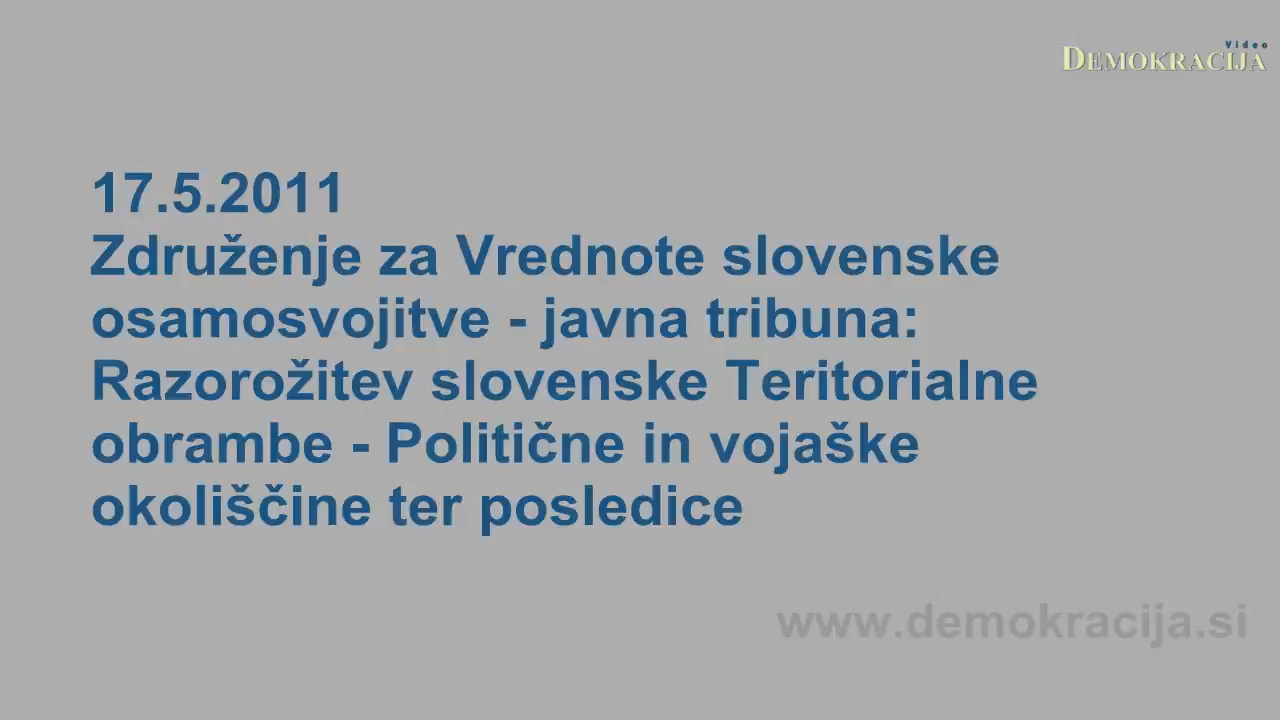 Video
DEMOKRACIJA
17.5.2011
Združenje za Vrednote slovenske
osamosvojitve - javna tribuna:
Razorožitev slovenske Teritorialne
obrambe - Politične in vojaške
okoliščine ter posledice
www.demokracija.si